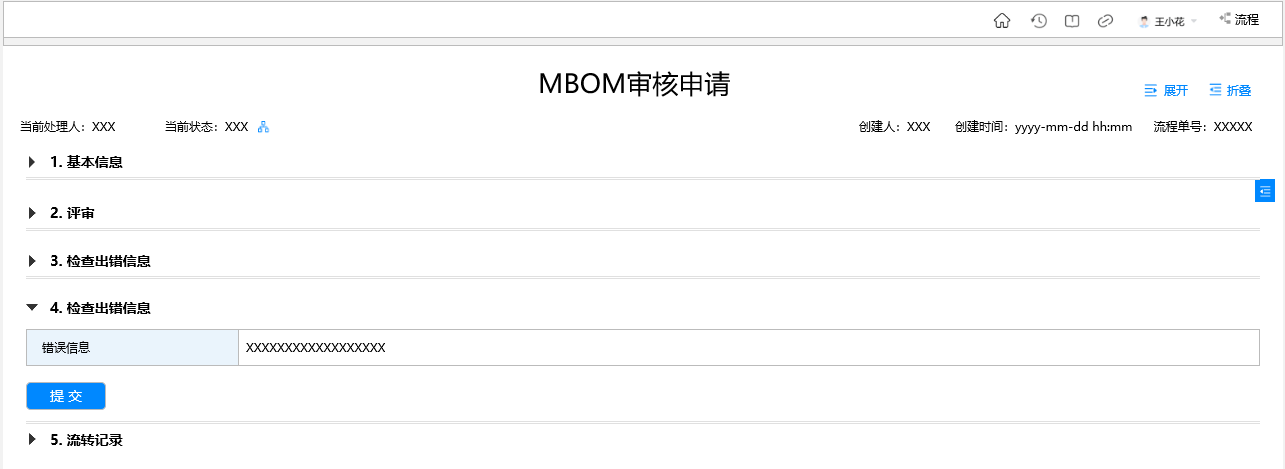 王小花 流程
MBOM审核申请
展开 折叠
当前处理人：XXX 当前状态：XXX 创建人：XXX 创建时间：yyyy-mm-dd hh:mm 流程单号：XXXXX
1. 基本信息
2. 评审
3. 检查出错信息
4. 检查出错信息
错误信息 XXXXXXXXXXXXXXXXXX
提 交
5. 流转记录